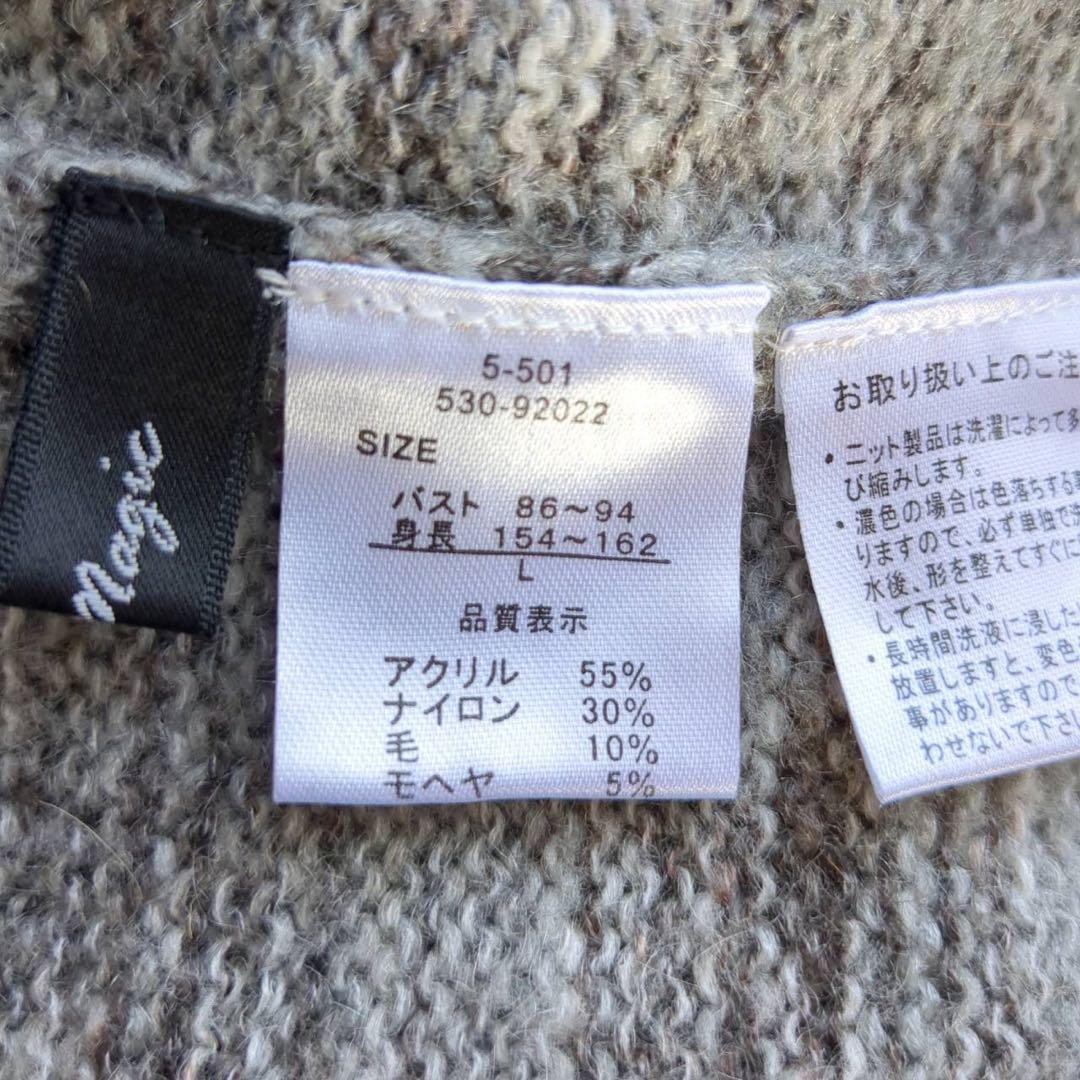 Magic
5-501
530-92022
SIZE
バスト 86～94
身長 154～162
L
品質表示
アクリル 55%
ナイロン 30%
毛 10%
モヘヤ 5%
お取り扱い上のご注
・ニット製品は洗濯によって多
び縮みします。
・濃色の場合は色落ちする事
りますので、必ず単独で洗
水後、形を整えてすぐに
して下さい。
・長時間洗液に浸した
放置しますと、変色
事がありますので
わせないで下さい